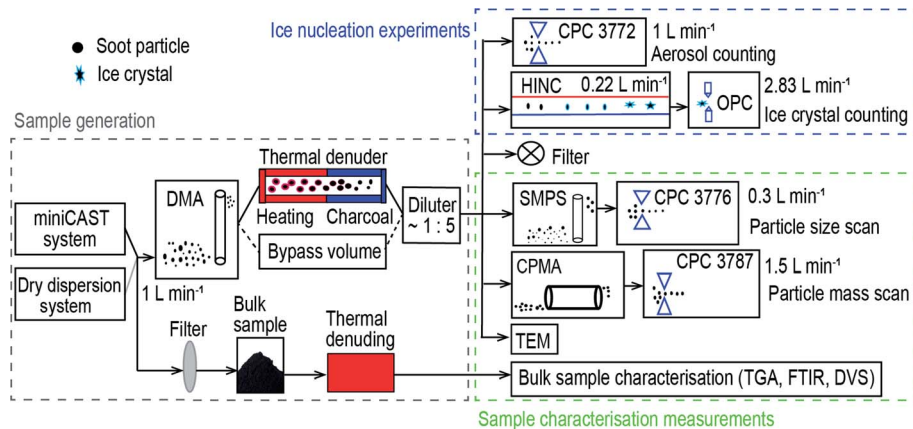 Ice nucleation experiments
Soot particle
Ice crystal
CPC 3772
1 L min⁻¹
Aerosol counting
HINC
0.22 L min⁻¹
OPC
2.83 L min⁻¹
Ice crystal counting
Filter
Sample generation
miniCAST
system
Dry dispersion
system
DMA
1 L min⁻¹
Thermal denuder
Heating
Charcoal
Bypass volume
Diluter
~ 1 : 5
SMPS
CPC 3776
0.3 L min⁻¹
Particle size scan
CPMA
CPC 3787
1.5 L min⁻¹
Particle mass scan
TEM
Filter
Bulk
sample
Thermal
denuding
Bulk sample characterisation (TGA, FTIR, DVS)
Sample characterisation measurements